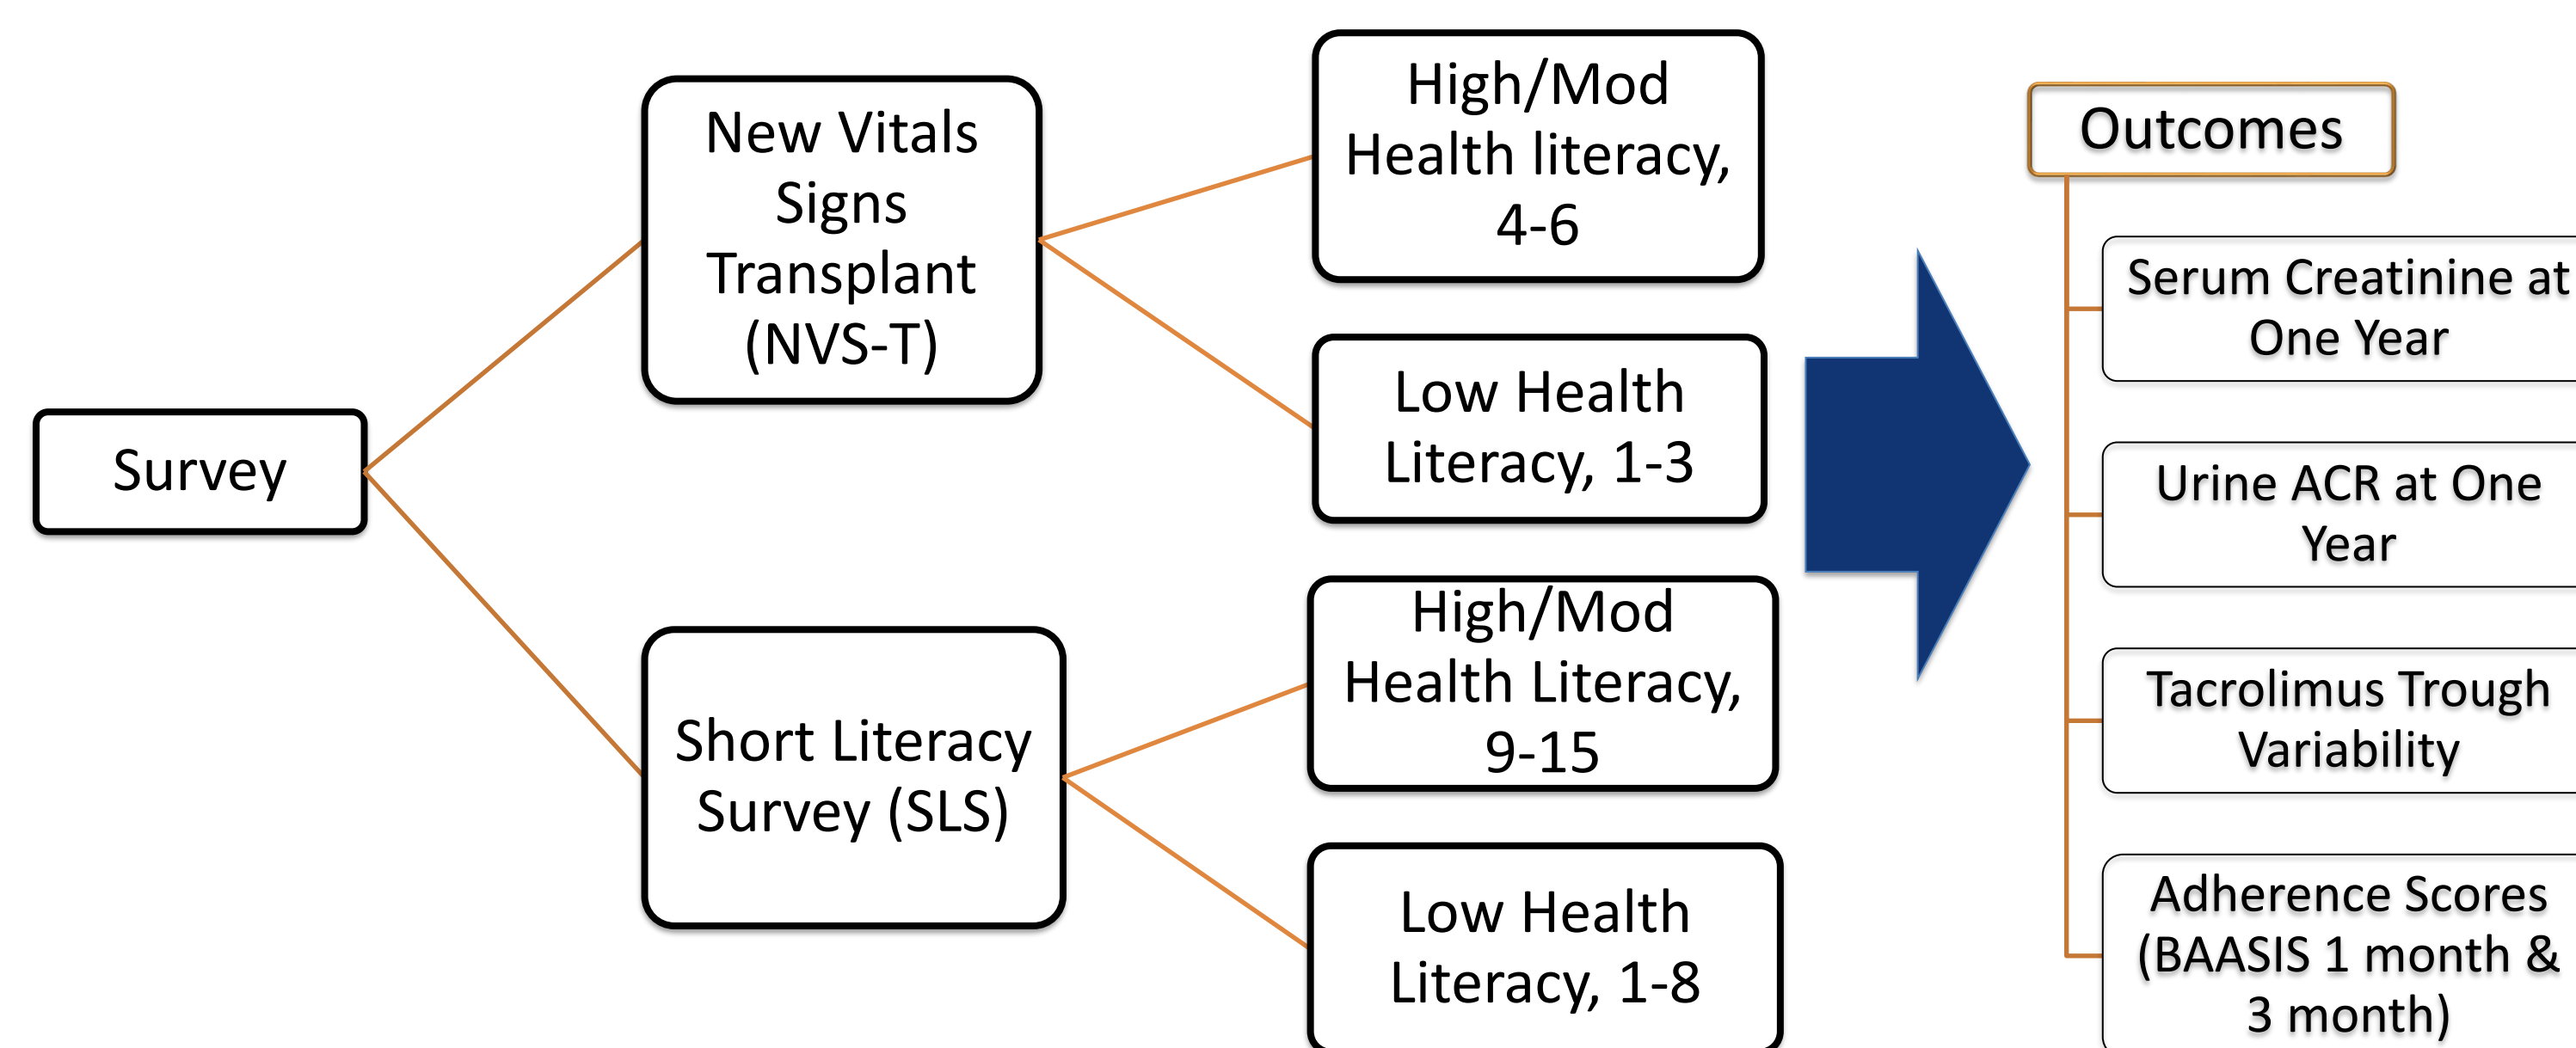 Survey
New Vitals
Signs
Transplant
(NVS-T)
Short Literacy
Survey (SLS)
High/Mod
Health literacy,
4-6
Low Health
Literacy, 1-3
High/Mod
Health Literacy,
9-15
Low Health
Literacy, 1-8
Outcomes
Serum Creatinine at
One Year
Urine ACR at One
Year
Tacrolimus Trough
Variability
Adherence Scores
(BAASIS 1 month &
3 month)